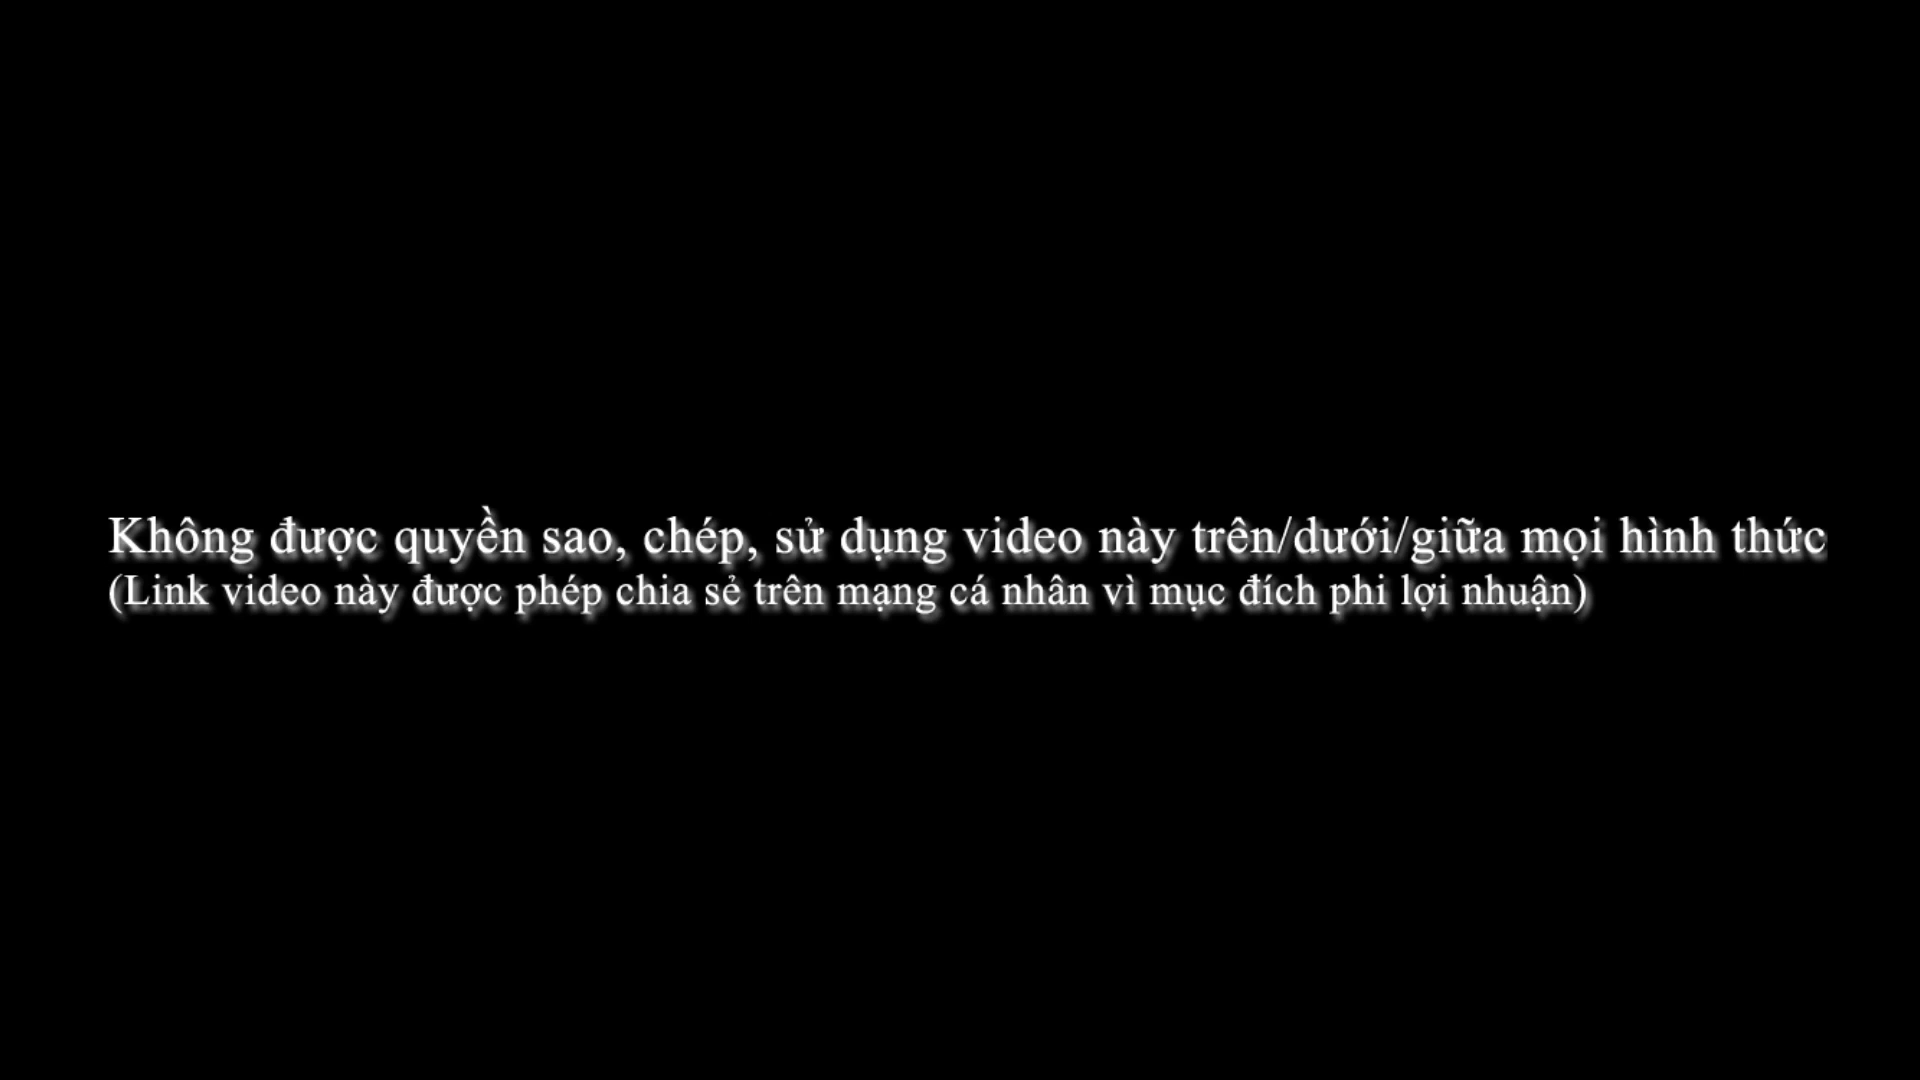 Không được quyền sao, chép, sử dụng video này trên/dưới/giữa mọi hình thức
(Link video này được phép chia sẻ trên mạng cá nhân vì mục đích phi lợi nhuận)